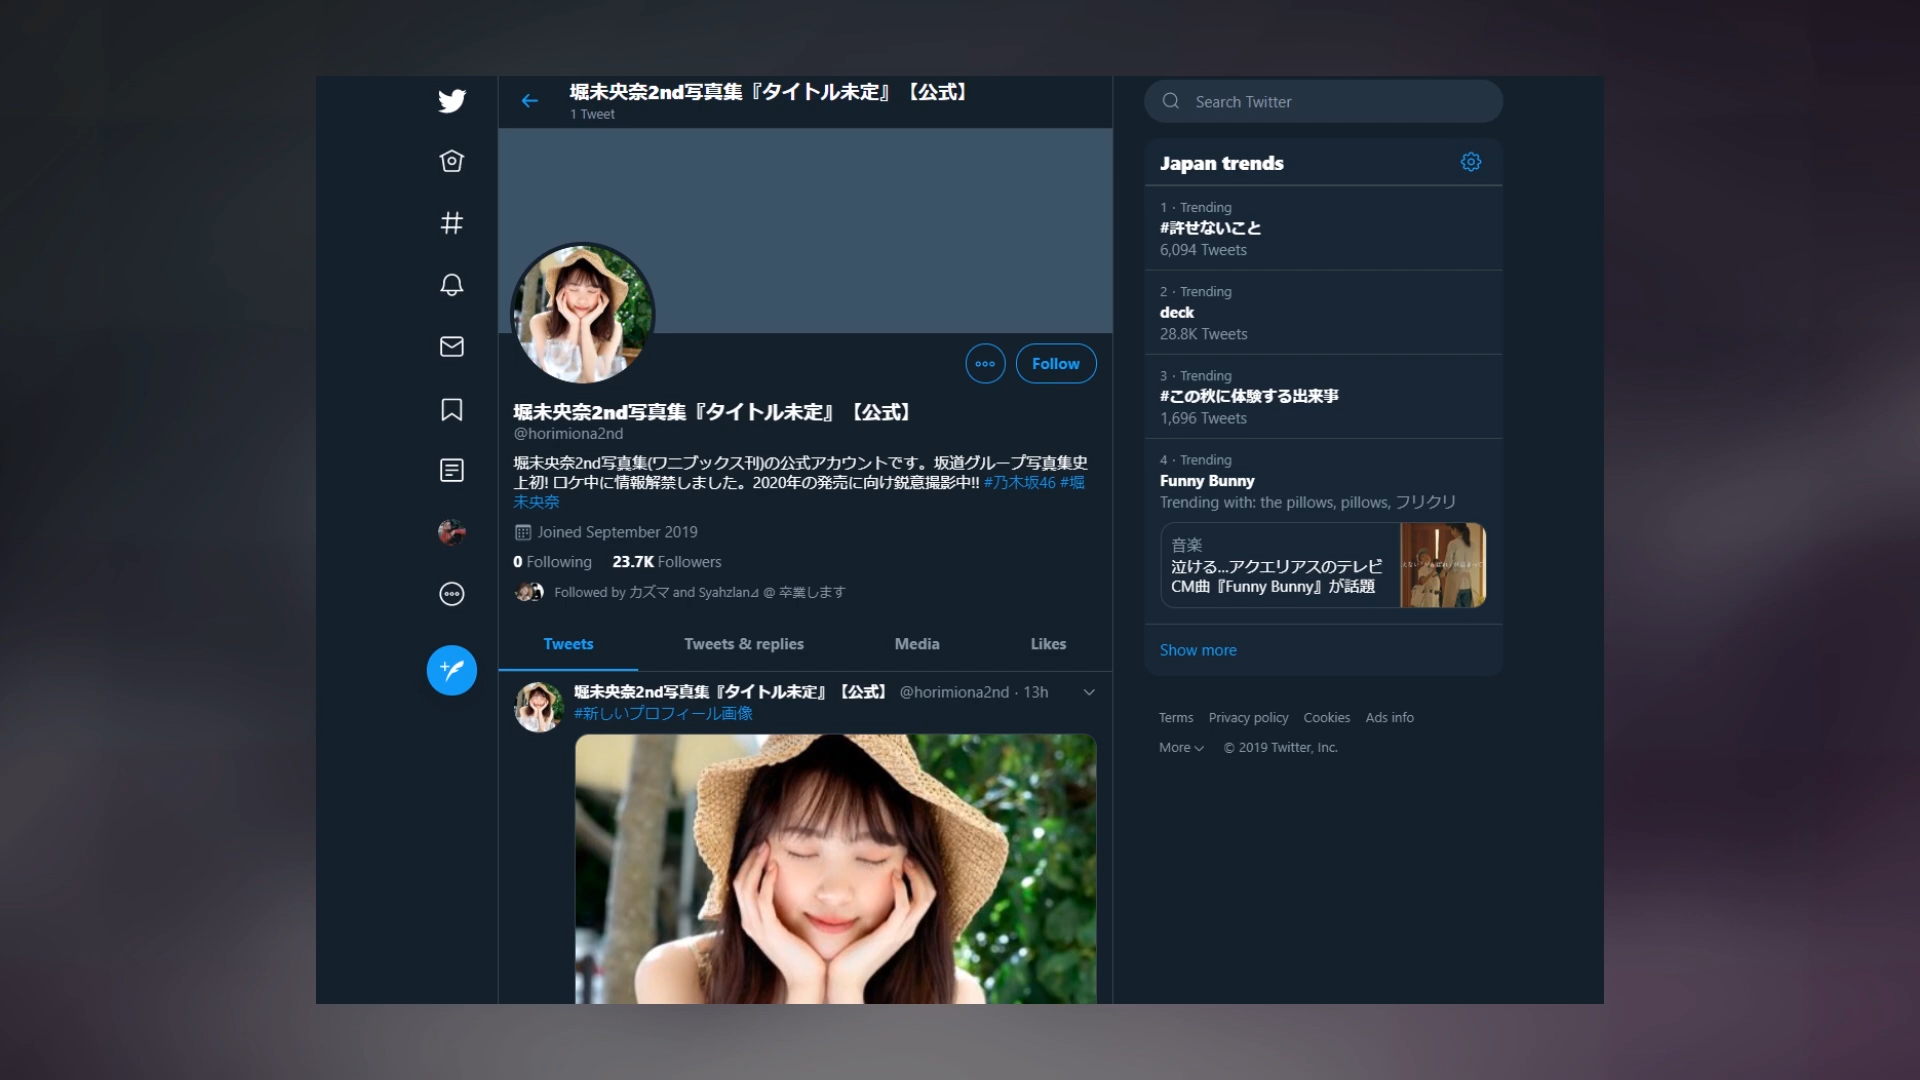 堀未央奈2nd写真集『タイトル未定』【公式】
1 Tweet
Follow
堀未央奈2nd写真集『タイトル未定』【公式】
@horimiona2nd
堀未央奈2nd写真集(ワニブックス刊)の公式アカウントです。坂道グループ写真集史
上初! ロケ中に情報解禁しました。2020年の発売に向け鋭意撮影中!! #乃木坂46 #堀
未央奈
Joined September 2019
0 Following 23.7K Followers
Followed by カズマ and Syahzlan⊿ @ 卒業します
Tweets Tweets & replies Media Likes
堀未央奈2nd写真集『タイトル未定』【公式】 @horimiona2nd · 13h
#新しいプロフィール画像
Search Twitter
Japan trends
1 · Trending
#許せないこと
6,094 Tweets
2 · Trending
deck
28.8K Tweets
3 · Trending
#この秋に体験する出来事
1,696 Tweets
4 · Trending
Funny Bunny
Trending with: the pillows, pillows, フリクリ
音楽
泣ける...アクエリアスのテレビ
CM曲『Funny Bunny』が話題
Show more
Terms Privacy policy Cookies Ads info
More © 2019 Twitter, Inc.